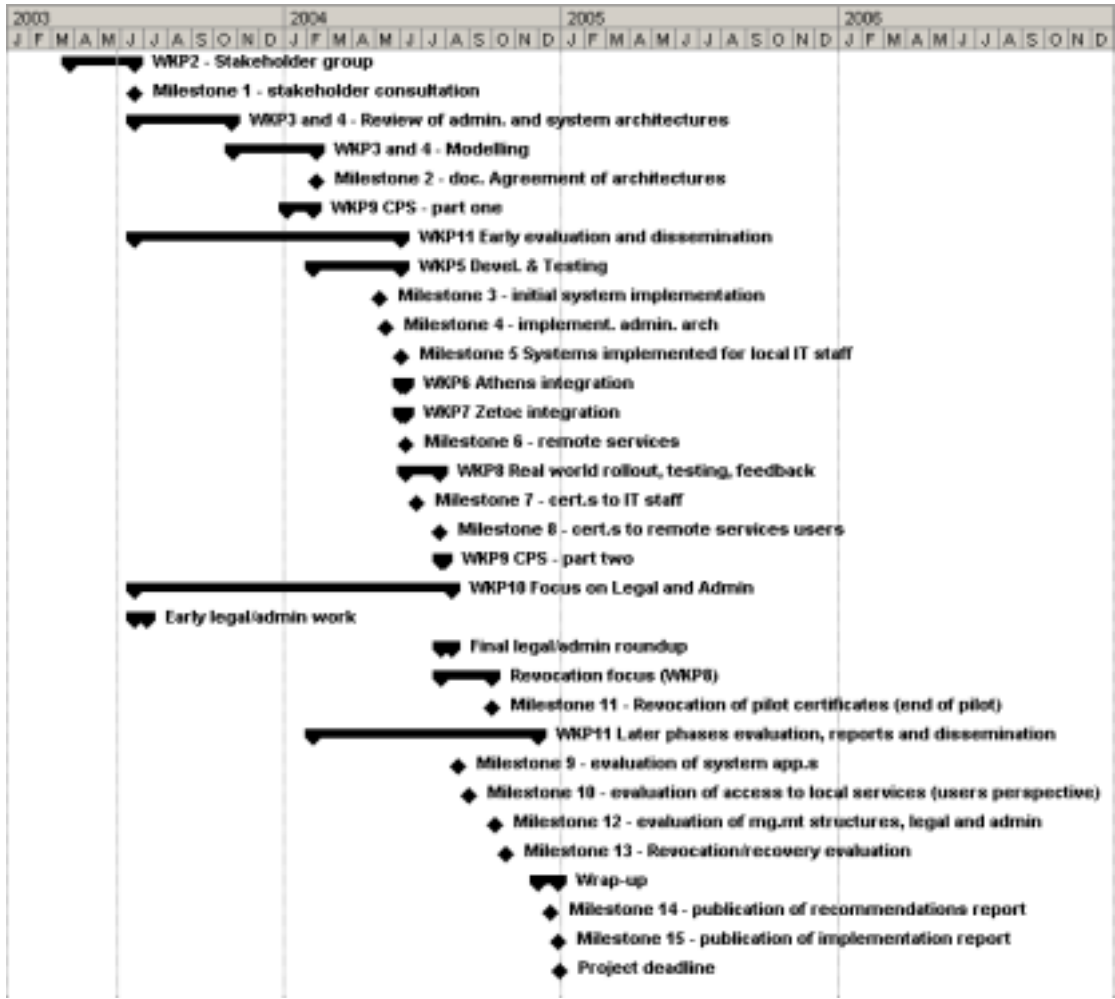 2003 2004 2005 2006
J F M A M J J A S O N D J F M A M J J A S O N D J F M A M J J A S O N D J F M A M J J A S O N D
WKP2 - Stakeholder group
Milestone 1 - stakeholder consultation
WKP3 and 4 - Review of admin. and system architectures
WKP3 and 4 - Modelling
Milestone 2 - doc. Agreement of architectures
WKP9 CPS - part one
WKP11 Early evaluation and dissemination
WKP5 Devel. & Testing
Milestone 3 - initial system implementation
Milestone 4 - implement. admin. arch
Milestone 5 Systems implemented for local IT staff
WKP6 Athens integration
WKP7 Zetoc integration
Milestone 6 - remote services
WKP8 Real world rollout, testing, feedback
Milestone 7 - cert.s to IT staff
Milestone 8 - cert.s to remote services users
WKP9 CPS - part two
WKP10 Focus on Legal and Admin
Early legal/admin work
Final legal/admin roundup
Revocation focus (WKP8)
Milestone 11 - Revocation of pilot certificates (end of pilot)
WKP11 Later phases evaluation, reports and dissemination
Milestone 9 - evaluation of system app.s
Milestone 10 - evaluation of access to local services (users perspective)
Milestone 12 - evaluation of mg.mt structures, legal and admin
Milestone 13 - Revocation/recovery evaluation
Wrap-up
Milestone 14 - publication of recommendations report
Milestone 15 - publication of implementation report
Project deadline